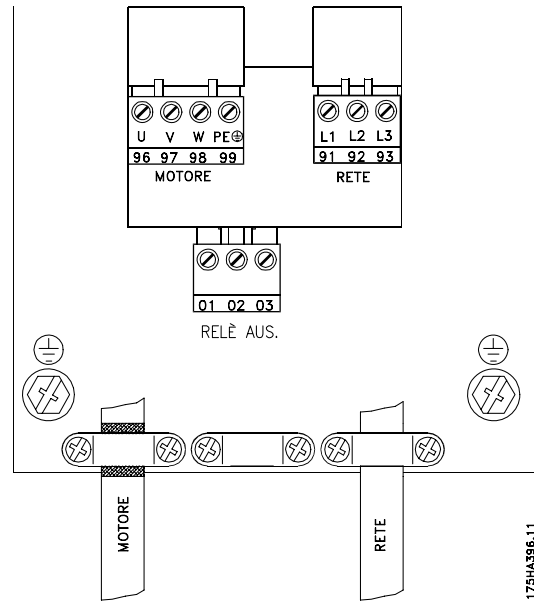 U V W PE
96 97 98 99
MOTORE
L1 L2 L3
91 92 93
RETE
01 02 03
RELÈ AUS.
MOTORE
RETE
175HA396.11